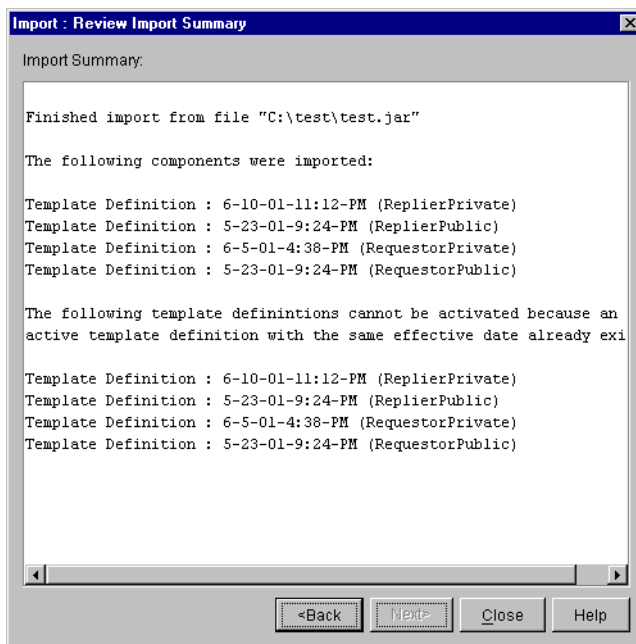 Import : Review Import Summary
Import Summary:
Finished import from file "C:\test\test.jar"
The following components were imported:
Template Definition : 6-10-01-11:12-PM (ReplierPrivate)
Template Definition : 5-23-01-9:24-PM (ReplierPublic)
Template Definition : 6-5-01-4:38-PM (RequestorPrivate)
Template Definition : 5-23-01-9:24-PM (RequestorPublic)
The following template definintions cannot be activated because an
active template definition with the same effective date already exi
Template Definition : 6-10-01-11:12-PM (ReplierPrivate)
Template Definition : 5-23-01-9:24-PM (ReplierPublic)
Template Definition : 6-5-01-4:38-PM (RequestorPrivate)
Template Definition : 5-23-01-9:24-PM (RequestorPublic)
<Back Next> Close Help